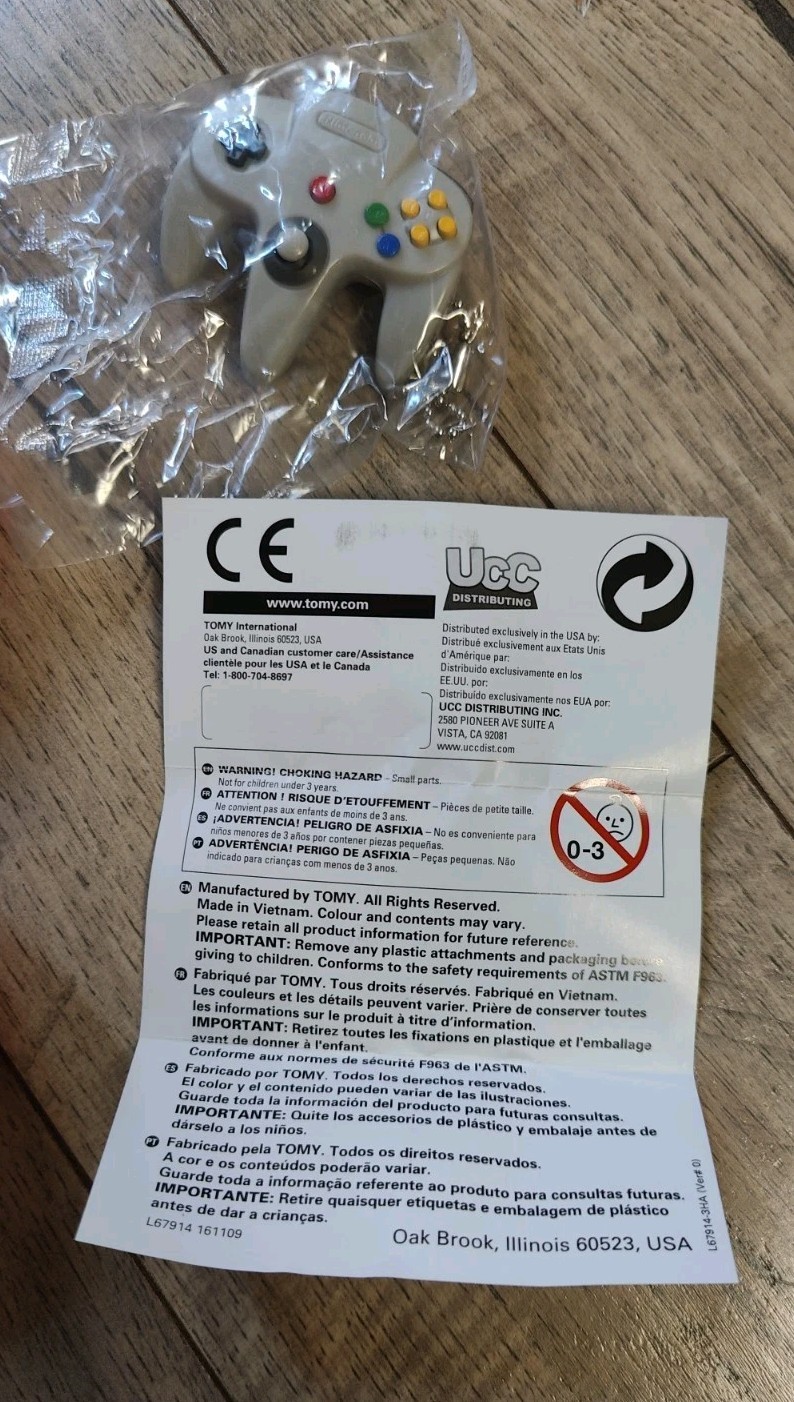 Nintendo
CE
www.tomy.com
TOMY International
Oak Brook, Illinois 60523, USA
US and Canadian customer care/Assistance
clientèle pour les USA et le Canada
Tel: 1-800-704-8697
UCC
DISTRIBUTING
Distributed exclusively in the USA by:
Distribué exclusivement aux Etats Unis
d'Amérique par:
Distribuido exclusivamente en los
EE.UU. por:
Distribuido exclusivamente nos EUA por:
UCC DISTRIBUTING INC.
2580 PIONEER AVE SUITE A
VISTA, CA 92081
www.uccdist.com
EN WARNING! CHOKING HAZARD – Small parts.
Not for children under 3 years.
FR ATTENTION ! RISQUE D'ETOUFFEMENT – Pièces de petite taille.
Ne convient pas aux enfants de moins de 3 ans.
ES ¡ADVERTENCIA! PELIGRO DE ASFIXIA – No es conveniente para
niños menores de 3 años por contener piezas pequeñas.
PT ADVERTÊNCIA! PERIGO DE ASFIXIA – Peças pequenas. Não
indicado para crianças com menos de 3 anos.
0-3
EN Manufactured by TOMY. All Rights Reserved.
Made in Vietnam. Colour and contents may vary.
Please retain all product information for future reference.
IMPORTANT: Remove any plastic attachments and packaging before
giving to children. Conforms to the safety requirements of ASTM F963.
FR Fabriqué par TOMY. Tous droits réservés. Fabriqué en Vietnam.
Les couleurs et les détails peuvent varier. Prière de conserver toutes
les informations sur le produit à titre d'information.
IMPORTANT: Retirez toutes les fixations en plastique et l'emballage
avant de donner à l'enfant.
Conforme aux normes de sécurité F963 de l'ASTM.
ES Fabricado por TOMY. Todos los derechos reservados.
El color y el contenido pueden variar de las ilustraciones.
Guarde toda la información del producto para futuras consultas.
IMPORTANTE: Quite los accesorios de plástico y embalaje antes de
dárselo a los niños.
PT Fabricado pela TOMY. Todos os direitos reservados.
A cor e os conteúdos poderão variar.
Guarde toda a informação referente ao produto para consultas futuras.
IMPORTANTE: Retire quaisquer etiquetas e embalagem de plástico
antes de dar a crianças.
L67914 161109
Oak Brook, Illinois 60523, USA
L67914-3HA (Ver# 0)